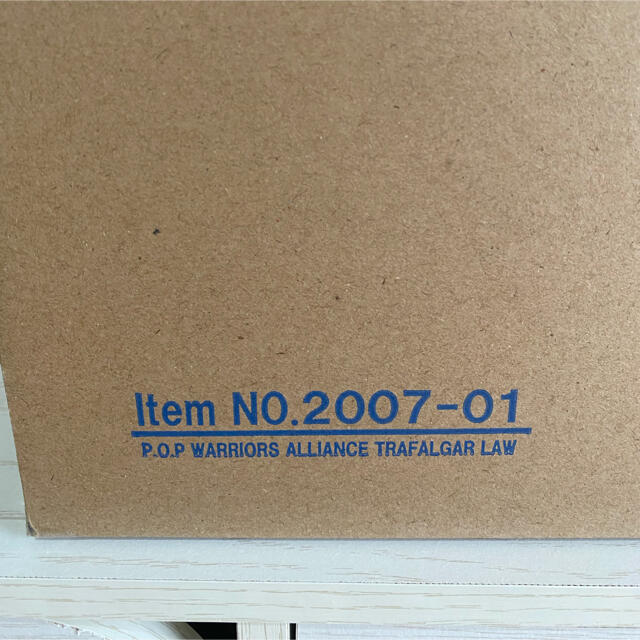 Item NO.2007-01
P.O.P WARRIORS ALLIANCE TRAFALGAR LAW